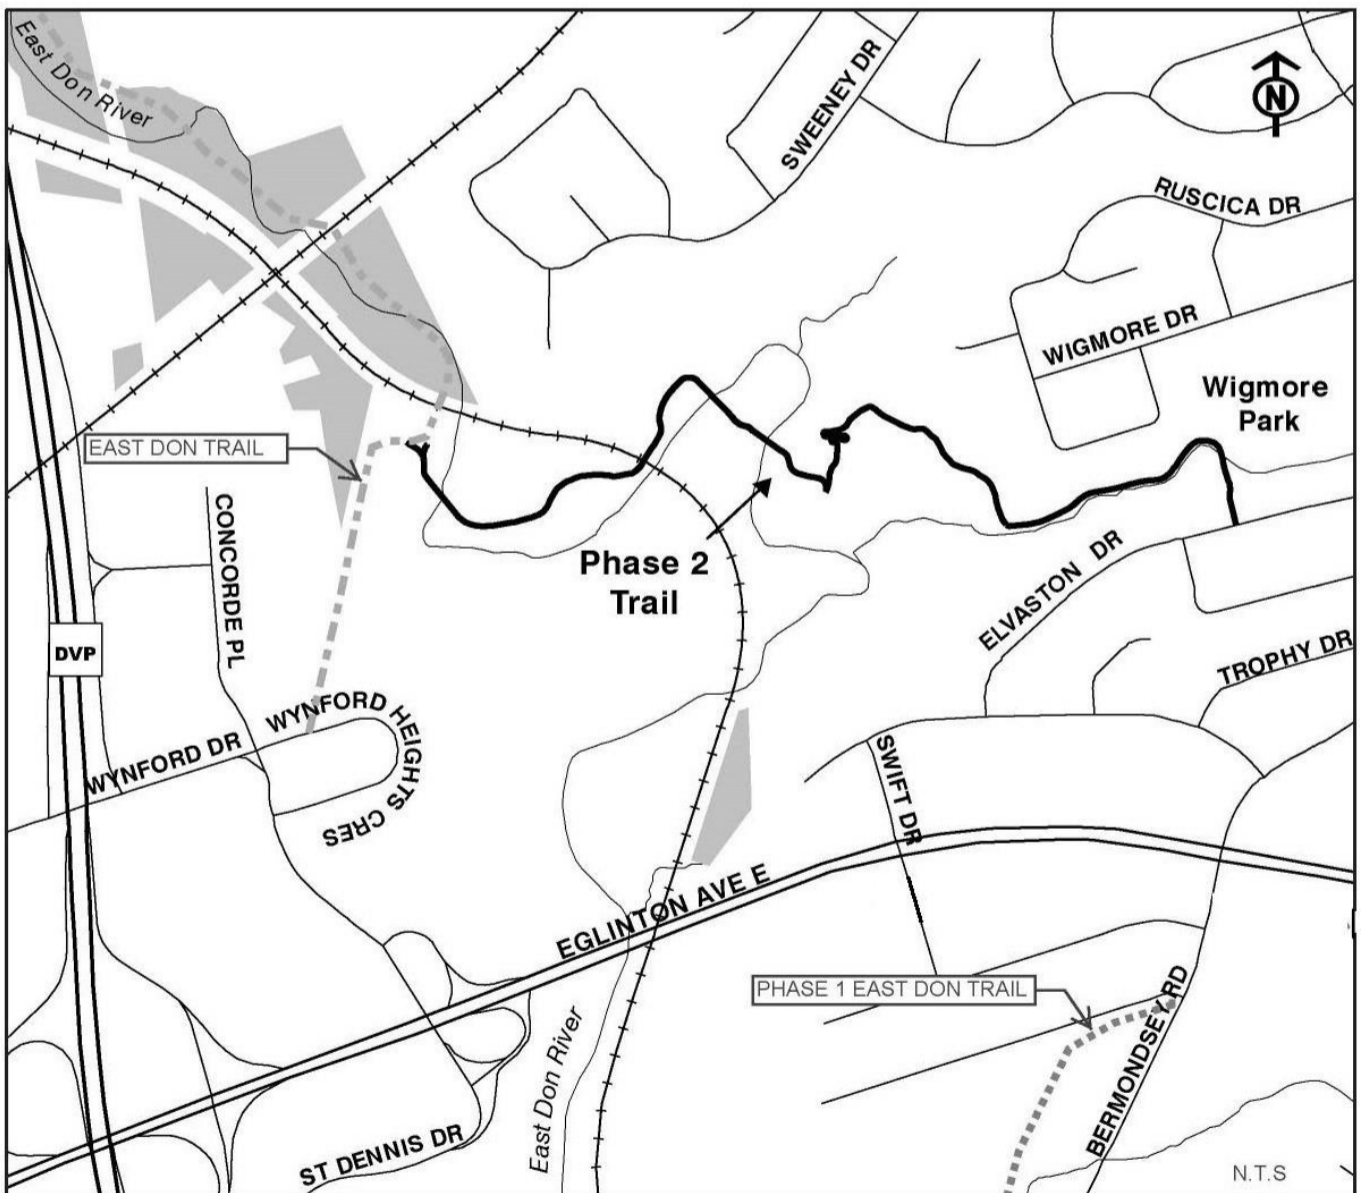 East Don River
SWEENEY DR
N
RUSCICA DR
WIGMORE DR
Wigmore
Park
EAST DON TRAIL
CONCORDE PL
Phase 2
Trail
ELVASTON DR
TROPHY DR
DVP
WYNFORD HEIGHTS CRES
WYNFORD DR
SWIFT DR
EGLINTON AVE E
PHASE 1 EAST DON TRAIL
BERMONDSEY RD
East Don River
ST DENNIS DR
N.T.S